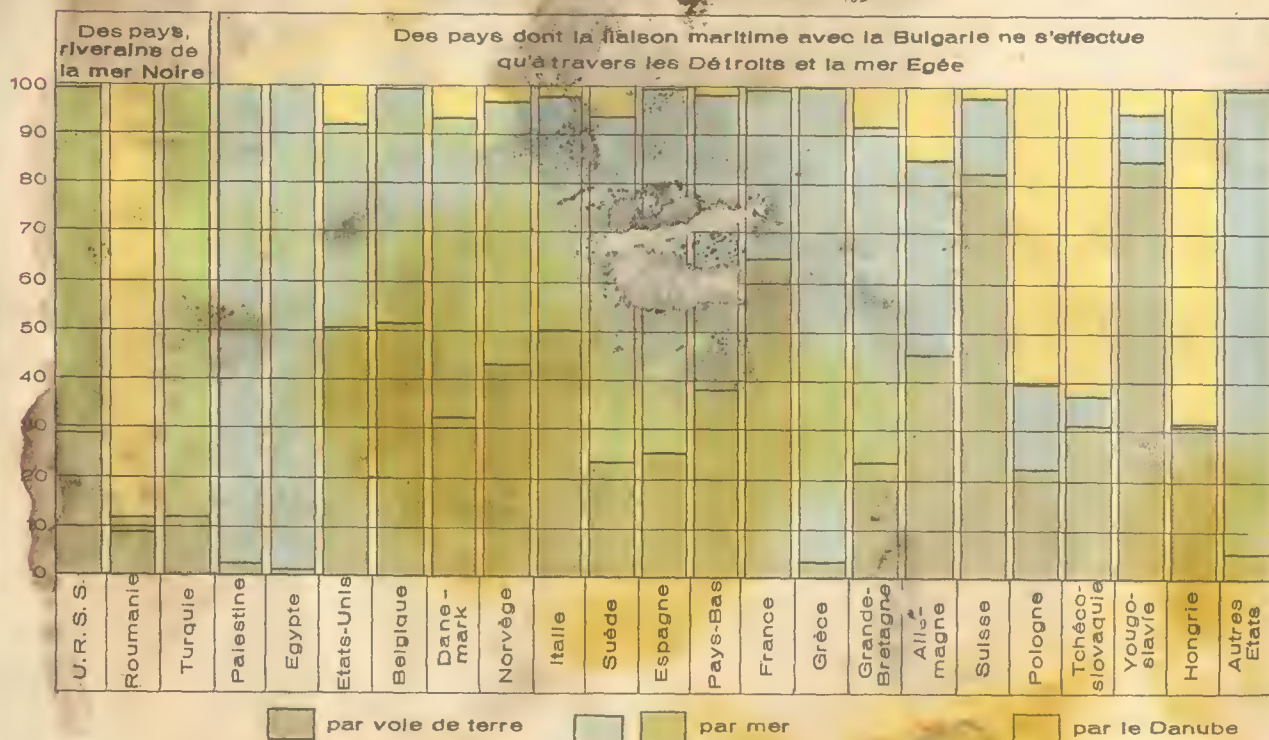 Des pays,
riverains de
la mer Noire
Des pays dont la liaison maritime avec la Bulgarie ne s'effectue
qu'à travers les Détroits et la mer Egée
100
90
80
70
60
50
40
30
20
10
0
U.R.S.S.
Roumanie
Turquie
Palestine
Egypte
Etats-Unis
Belgique
Dane-
mark
Norvège
Italie
Suède
Espagne
Pays-Bas
France
Grèce
Grande-
Bretagne
Alle-
magne
Suisse
Pologne
Tchéco-
slovaquie
Yougo-
slavie
Hongrie
Autres
Etats
par voie de terre
par mer
par le Danube